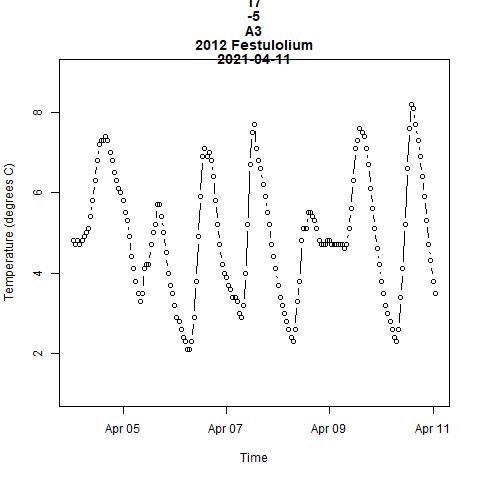 17
-5
A3
2012 Festulolium
2021-04-11
Temperature (degrees C)
8
6
4
2
Apr 05
Apr 07
Apr 09
Apr 11
Time